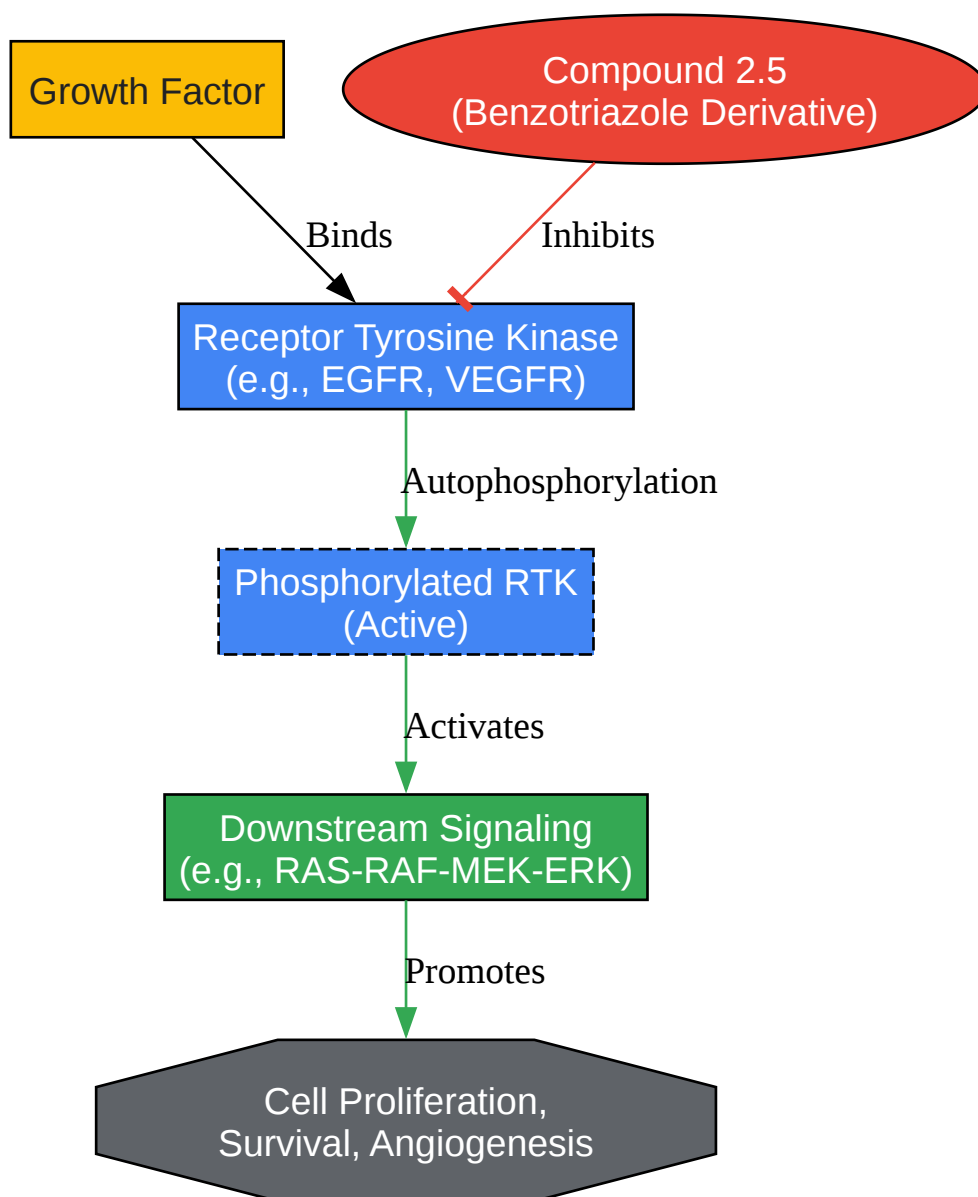 Growth Factor
Compound 2.5
(Benzotriazole Derivative)
Binds
Inhibits
Receptor Tyrosine Kinase
(e.g., EGFR, VEGFR)
Autophosphorylation
Phosphorylated RTK
(Active)
Activates
Downstream Signaling
(e.g., RAS-RAF-MEK-ERK)
Promotes
Cell Proliferation,
Survival, Angiogenesis